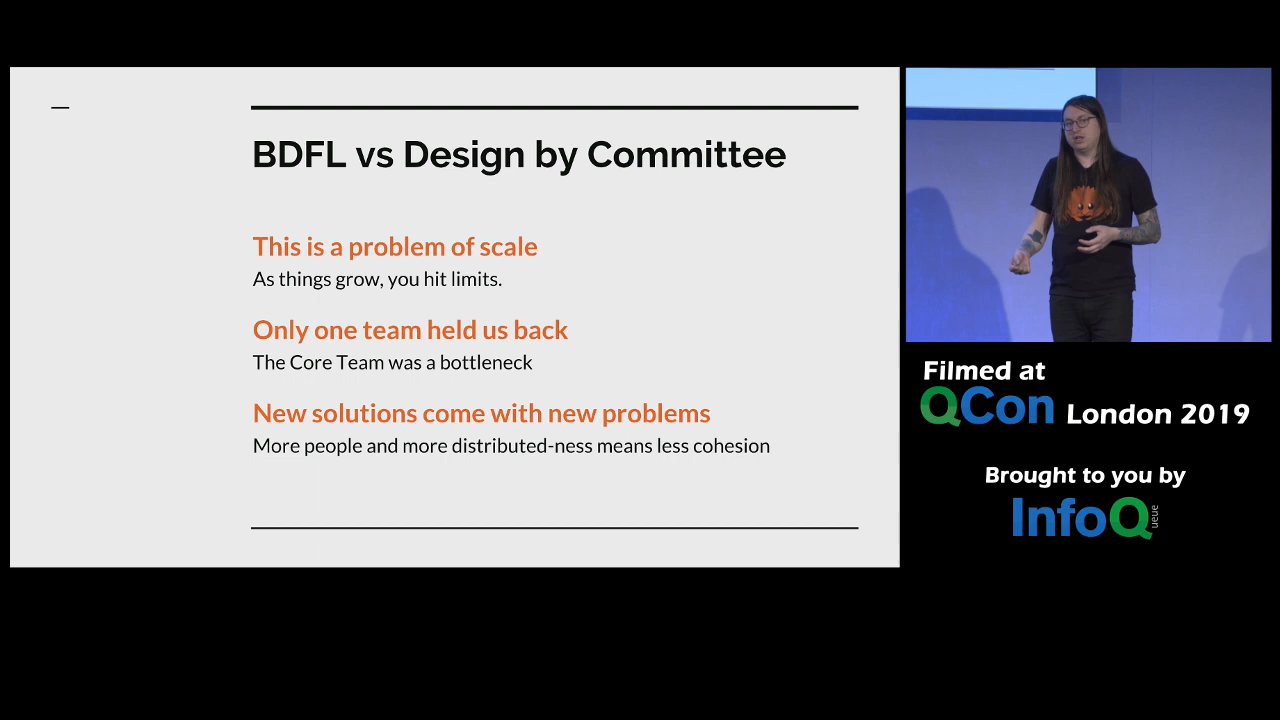 BDFL vs Design by Committee
This is a problem of scale
As things grow, you hit limits.
Only one team held us back
The Core Team was a bottleneck
New solutions come with new problems
More people and more distributed-ness means less cohesion
Filmed at
QCon London 2019
Brought to you by
InfoQueue